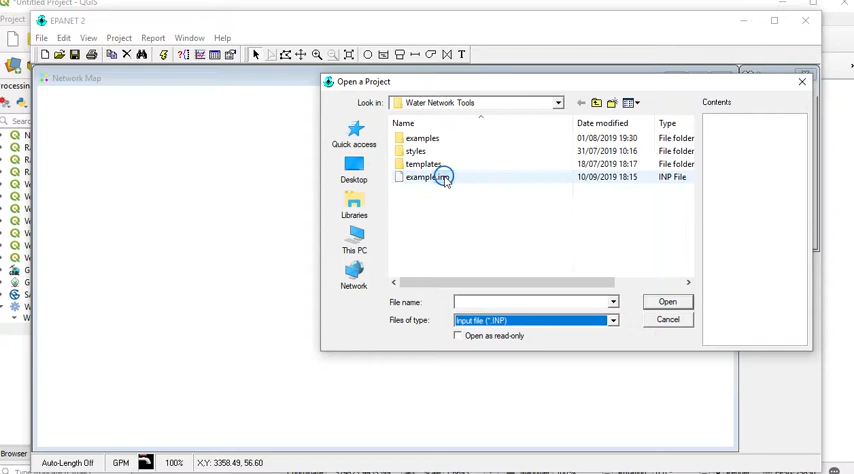 "Untitled Project — QGIS
Project
EPANET 2
File Edit View Project Report Window Help
T
Network Map
Open a Project
Look in: Water Network Tools
Contents
Name Date modified Type
examples 01/08/2019 19:30 File folder
styles 31/07/2019 10:16 File folder
templates 18/07/2019 18:17 File folder
example.inp 10/09/2019 18:15 INP File
Quick access
Desktop
Libraries
This PC
Network
File name:
Open
Files of type: Input file (*.INP)
Cancel
Open as read-only
rocessin
Sear
N
R
R
V
V
V
V
V
V
V
G
G
SA
W
W
Browser
Auto-Length Off GPM 100% X,Y: 3358.49, 56.60